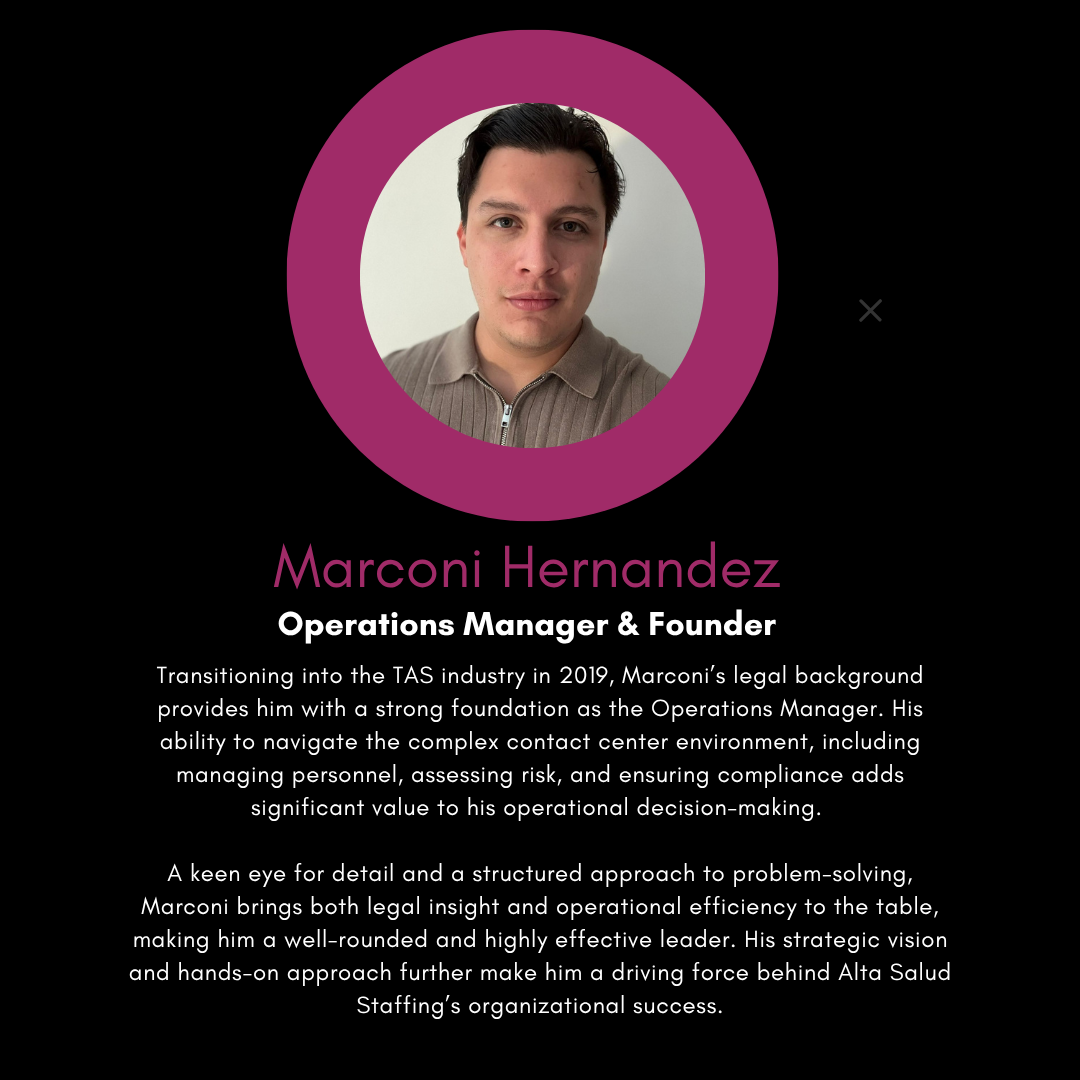 Marconi Hernandez
Operations Manager & Founder
Transitioning into the TAS industry in 2019, Marconi’s legal background
provides him with a strong foundation as the Operations Manager. His
ability to navigate the complex contact center environment, including
managing personnel, assessing risk, and ensuring compliance adds
significant value to his operational decision-making.
A keen eye for detail and a structured approach to problem-solving,
Marconi brings both legal insight and operational efficiency to the table,
making him a well-rounded and highly effective leader. His strategic vision
and hands-on approach further make him a driving force behind Alta Salud
Staffing’s organizational success.